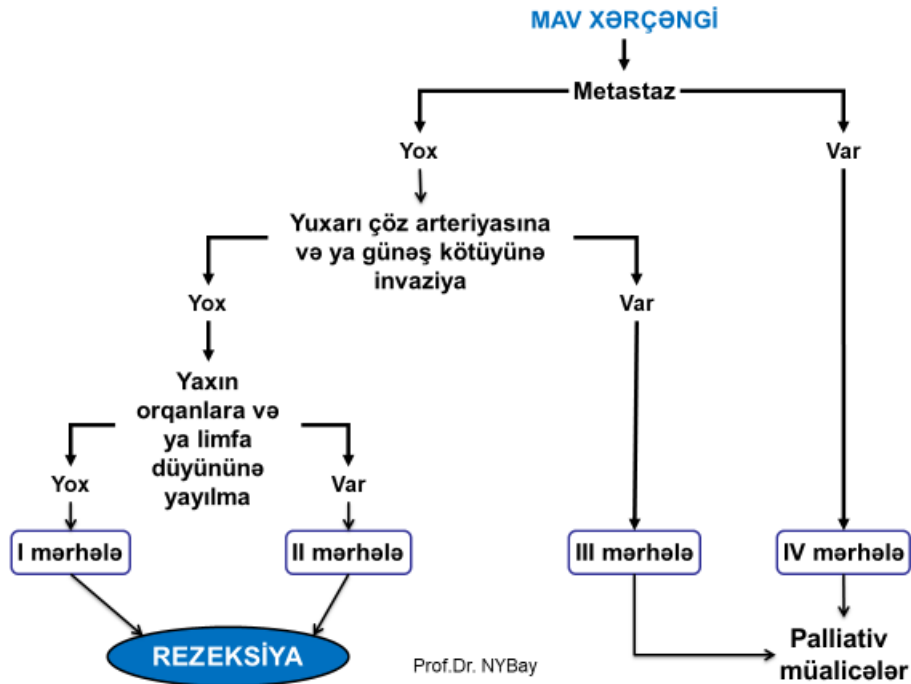 MAV XƏRÇƏNGİ
Metastaz
Yox
Var
Yuxarı çöz arteriyasına
və ya günəş kötüyünə
invaziya
Yox
Var
Yaxın
orqanlara və
ya limfa
düyününə
yayılma
Yox
Var
I mərhələ
II mərhələ
III mərhələ
IV mərhələ
REZEKSİYA
Prof.Dr. NYBay
Palliativ
müalicələr